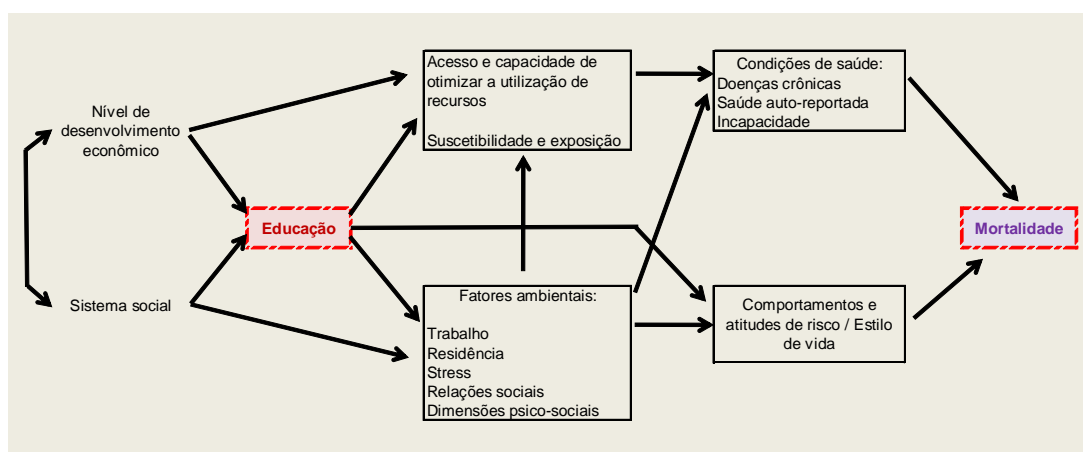 Nível de
desenvolvimento
econômico
Sistema social
Educação
Acesso e capacidade de
otimizar a utilização de
recursos
Suscetibilidade e exposição
Fatores ambientais:
Trabalho
Residência
Stress
Relações sociais
Dimensões psico-sociais
Condições de saúde:
Doenças crônicas
Saúde auto-reportada
Incapacidade
Comportamentos e
atitudes de risco / Estilo
de vida
Mortalidade